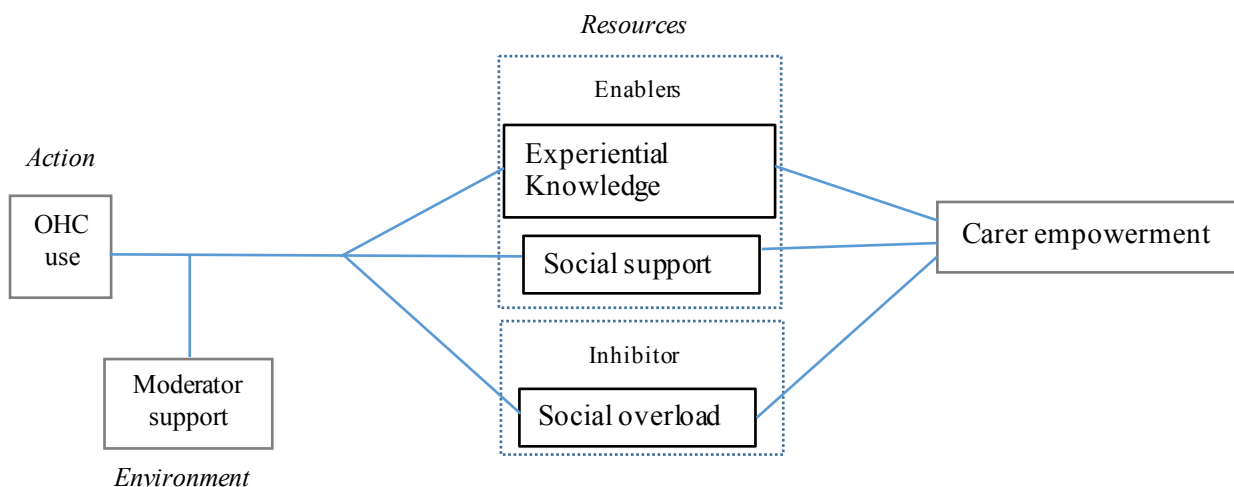 Resources
Enablers
Experiential
Knowledge
Action
OHC
use
Social support
Carer empowerment
Inhibitor
Moderator
support
Social overload
Environment